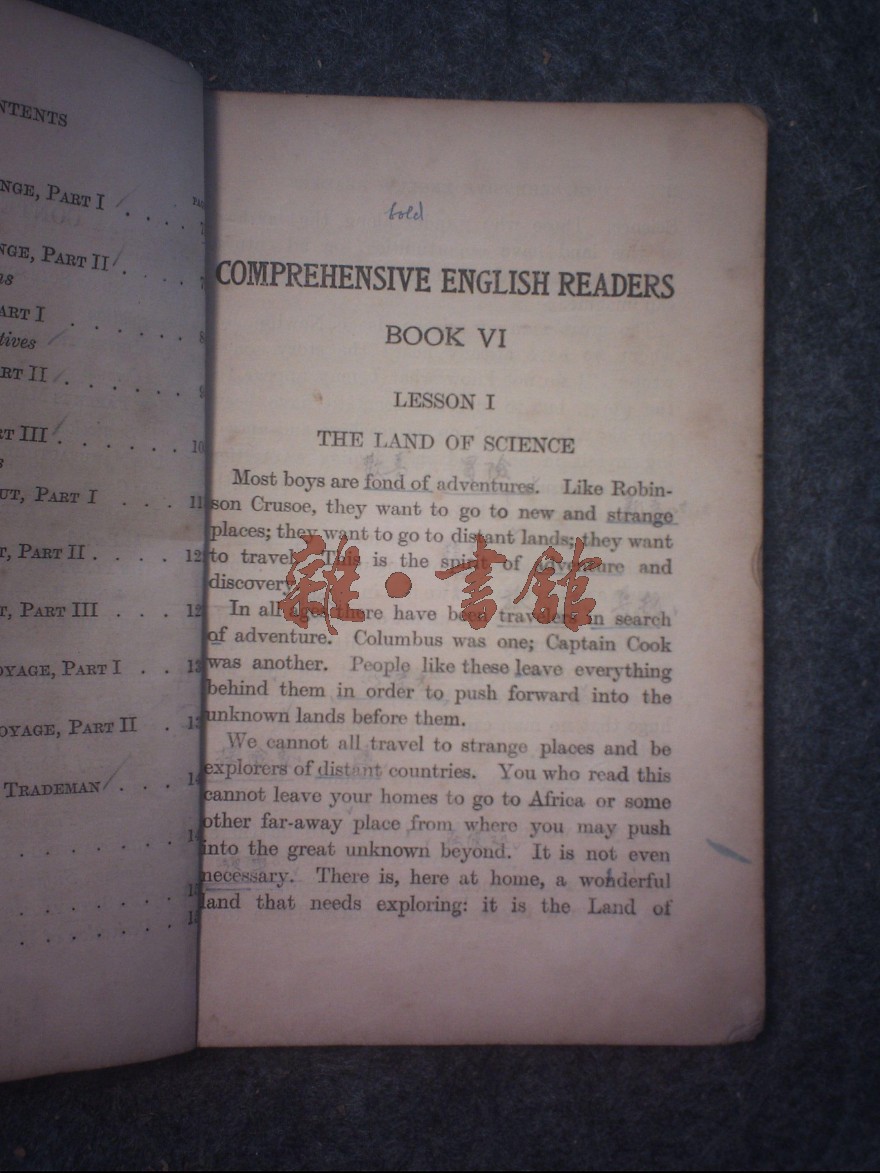 NTENTS
NGE, PART I
NGE, PART II
PART I
tives
RT II
RT III
UT, PART I
T, PART II
T, PART III
OYAGE, PART I
OYAGE, PART II
TRADEMAN
COMPREHENSIVE ENGLISH READERS
BOOK VI
LESSON I
THE LAND OF SCIENCE
Most boys are fond of adventures. Like Robin-
son Crusoe, they want to go to new and strange
places; they want to go to distant lands; they want
to travel. This is the spirit of adventure and
discovery.
In all ages there have been travelers in search
of adventure. Columbus was one; Captain Cook
was another. People like these leave everything
behind them in order to push forward into the
unknown lands before them.
We cannot all travel to strange places and be
explorers of distant countries. You who read this
cannot leave your homes to go to Africa or some
other far-away place from where you may push
into the great unknown beyond. It is not even
necessary. There is, here at home, a wonderful
land that needs exploring: it is the Land of
雜·書館